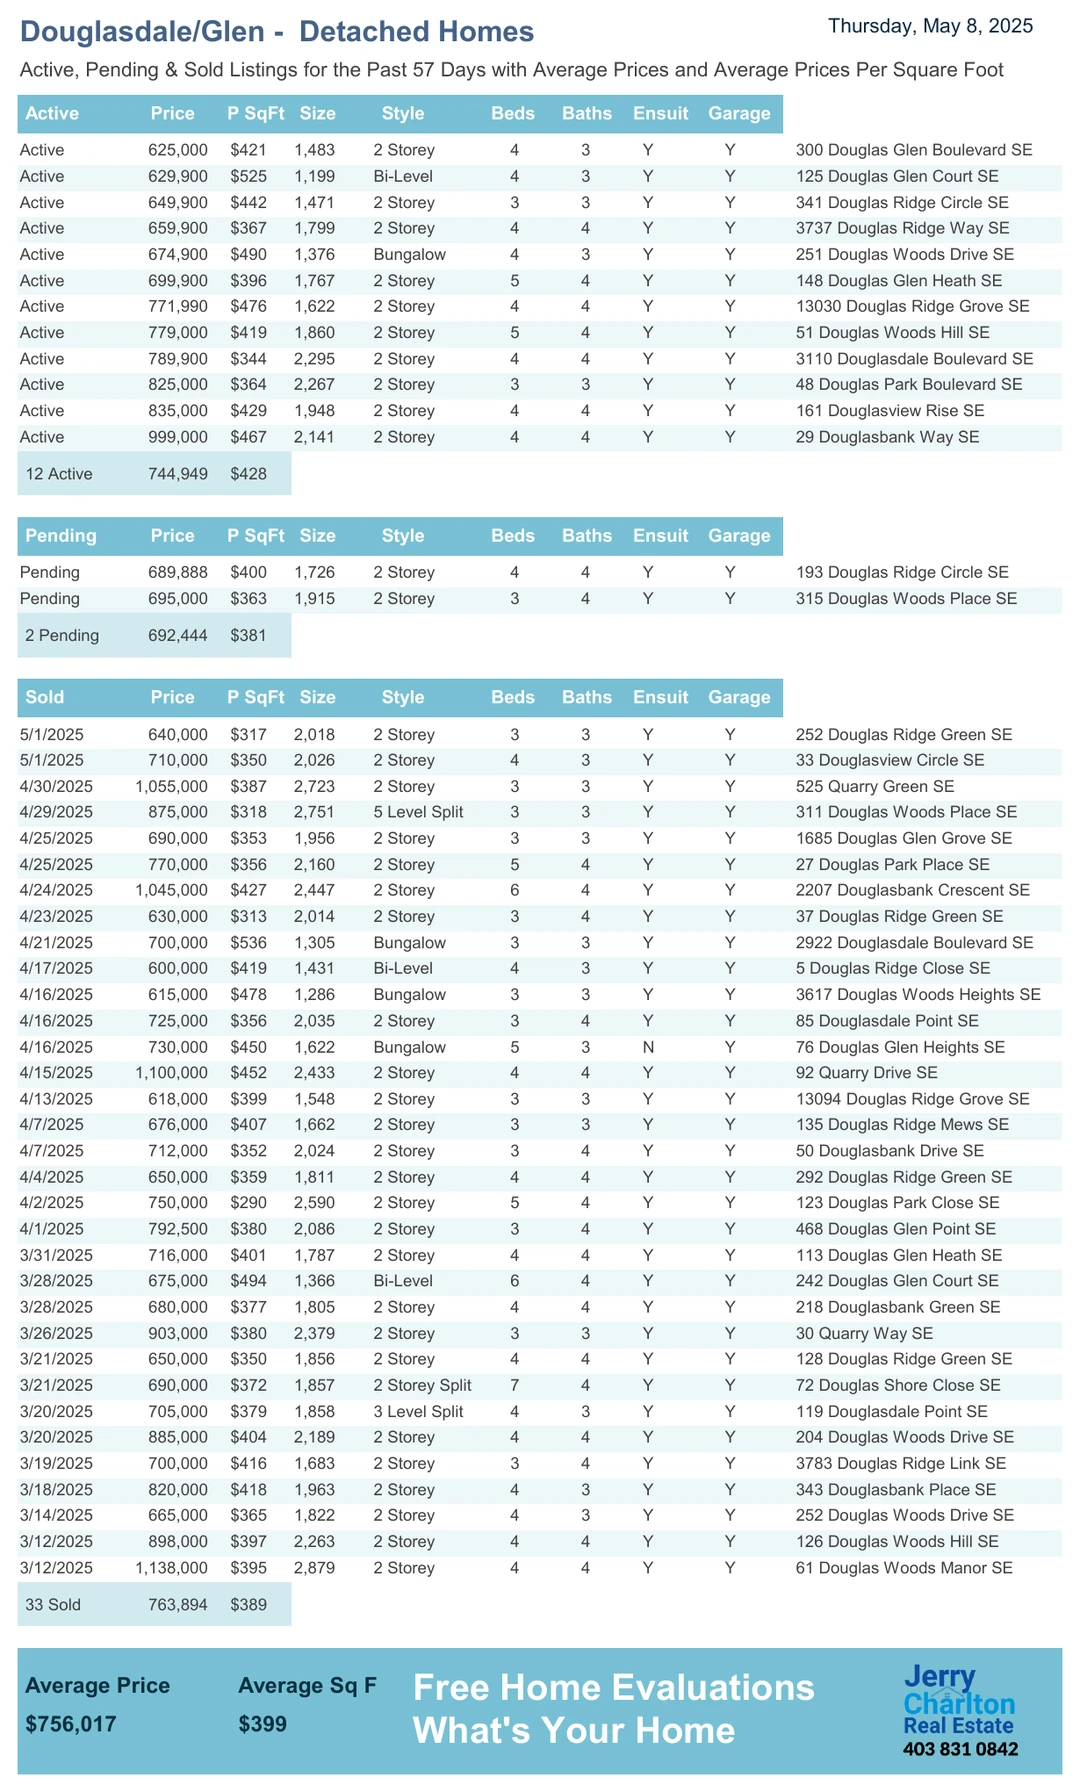 Douglasdale/Glen - Detached Homes
Thursday, May 8, 2025
Active, Pending & Sold Listings for the Past 57 Days with Average Prices and Average Prices Per Square Foot
Active Price P SqFt Size Style Beds Baths Ensuit Garage
Active 625,000 $421 1,483 2 Storey 4 3 Y Y 300 Douglas Glen Boulevard SE
Active 629,900 $525 1,199 Bi-Level 4 3 Y Y 125 Douglas Glen Court SE
Active 649,900 $442 1,471 2 Storey 3 3 Y Y 341 Douglas Ridge Circle SE
Active 659,900 $367 1,799 2 Storey 4 4 Y Y 3737 Douglas Ridge Way SE
Active 674,900 $490 1,376 Bungalow 4 3 Y Y 251 Douglas Woods Drive SE
Active 699,900 $396 1,767 2 Storey 5 4 Y Y 148 Douglas Glen Heath SE
Active 771,990 $476 1,622 2 Storey 4 4 Y Y 13030 Douglas Ridge Grove SE
Active 779,000 $419 1,860 2 Storey 5 4 Y Y 51 Douglas Woods Hill SE
Active 789,900 $344 2,295 2 Storey 4 4 Y Y 3110 Douglasdale Boulevard SE
Active 825,000 $364 2,267 2 Storey 3 3 Y Y 48 Douglas Park Boulevard SE
Active 835,000 $429 1,948 2 Storey 4 4 Y Y 161 Douglasview Rise SE
Active 999,000 $467 2,141 2 Storey 4 4 Y Y 29 Douglasbank Way SE
12 Active 744,949 $428
Pending Price P SqFt Size Style Beds Baths Ensuit Garage
Pending 689,888 $400 1,726 2 Storey 4 4 Y Y 193 Douglas Ridge Circle SE
Pending 695,000 $363 1,915 2 Storey 3 4 Y Y 315 Douglas Woods Place SE
2 Pending 692,444 $381
Sold Price P SqFt Size Style Beds Baths Ensuit Garage
5/1/2025 640,000 $317 2,018 2 Storey 3 3 Y Y 252 Douglas Ridge Green SE
5/1/2025 710,000 $350 2,026 2 Storey 4 3 Y Y 33 Douglasview Circle SE
4/30/2025 1,055,000 $387 2,723 2 Storey 3 3 Y Y 525 Quarry Green SE
4/29/2025 875,000 $318 2,751 5 Level Split 3 3 Y Y 311 Douglas Woods Place SE
4/25/2025 690,000 $353 1,956 2 Storey 3 3 Y Y 1685 Douglas Glen Grove SE
4/25/2025 770,000 $356 2,160 2 Storey 5 4 Y Y 27 Douglas Park Place SE
4/24/2025 1,045,000 $427 2,447 2 Storey 6 4 Y Y 2207 Douglasbank Crescent SE
4/23/2025 630,000 $313 2,014 2 Storey 3 4 Y Y 37 Douglas Ridge Green SE
4/21/2025 700,000 $536 1,305 Bungalow 3 3 Y Y 2922 Douglasdale Boulevard SE
4/17/2025 600,000 $419 1,431 Bi-Level 4 3 Y Y 5 Douglas Ridge Close SE
4/16/2025 615,000 $478 1,286 Bungalow 3 3 Y Y 3617 Douglas Woods Heights SE
4/16/2025 725,000 $356 2,035 2 Storey 3 4 Y Y 85 Douglasdale Point SE
4/16/2025 730,000 $450 1,622 Bungalow 5 3 N Y 76 Douglas Glen Heights SE
4/15/2025 1,100,000 $452 2,433 2 Storey 4 4 Y Y 92 Quarry Drive SE
4/13/2025 618,000 $399 1,548 2 Storey 3 3 Y Y 13094 Douglas Ridge Grove SE
4/7/2025 676,000 $407 1,662 2 Storey 3 3 Y Y 135 Douglas Ridge Mews SE
4/7/2025 712,000 $352 2,024 2 Storey 3 4 Y Y 50 Douglasbank Drive SE
4/4/2025 650,000 $359 1,811 2 Storey 4 4 Y Y 292 Douglas Ridge Green SE
4/2/2025 750,000 $290 2,590 2 Storey 5 4 Y Y 123 Douglas Park Close SE
4/1/2025 792,500 $380 2,086 2 Storey 3 4 Y Y 468 Douglas Glen Point SE
3/31/2025 716,000 $401 1,787 2 Storey 4 4 Y Y 113 Douglas Glen Heath SE
3/28/2025 675,000 $494 1,366 Bi-Level 6 4 Y Y 242 Douglas Glen Court SE
3/28/2025 680,000 $377 1,805 2 Storey 4 4 Y Y 218 Douglasbank Green SE
3/26/2025 903,000 $380 2,379 2 Storey 3 3 Y Y 30 Quarry Way SE
3/21/2025 650,000 $350 1,856 2 Storey 4 4 Y Y 128 Douglas Ridge Green SE
3/21/2025 690,000 $372 1,857 2 Storey Split 7 4 Y Y 72 Douglas Shore Close SE
3/20/2025 705,000 $379 1,858 3 Level Split 4 3 Y Y 119 Douglasdale Point SE
3/20/2025 885,000 $404 2,189 2 Storey 4 4 Y Y 204 Douglas Woods Drive SE
3/19/2025 700,000 $416 1,683 2 Storey 3 4 Y Y 3783 Douglas Ridge Link SE
3/18/2025 820,000 $418 1,963 2 Storey 4 3 Y Y 343 Douglasbank Place SE
3/14/2025 665,000 $365 1,822 2 Storey 4 3 Y Y 252 Douglas Woods Drive SE
3/12/2025 898,000 $397 2,263 2 Storey 4 4 Y Y 126 Douglas Woods Hill SE
3/12/2025 1,138,000 $395 2,879 2 Storey 4 4 Y Y 61 Douglas Woods Manor SE
33 Sold 763,894 $389
Average Price Average Sq F
$756,017 $399
Free Home Evaluations
What's Your Home
Jerry
Charlton
Real Estate
403 831 0842